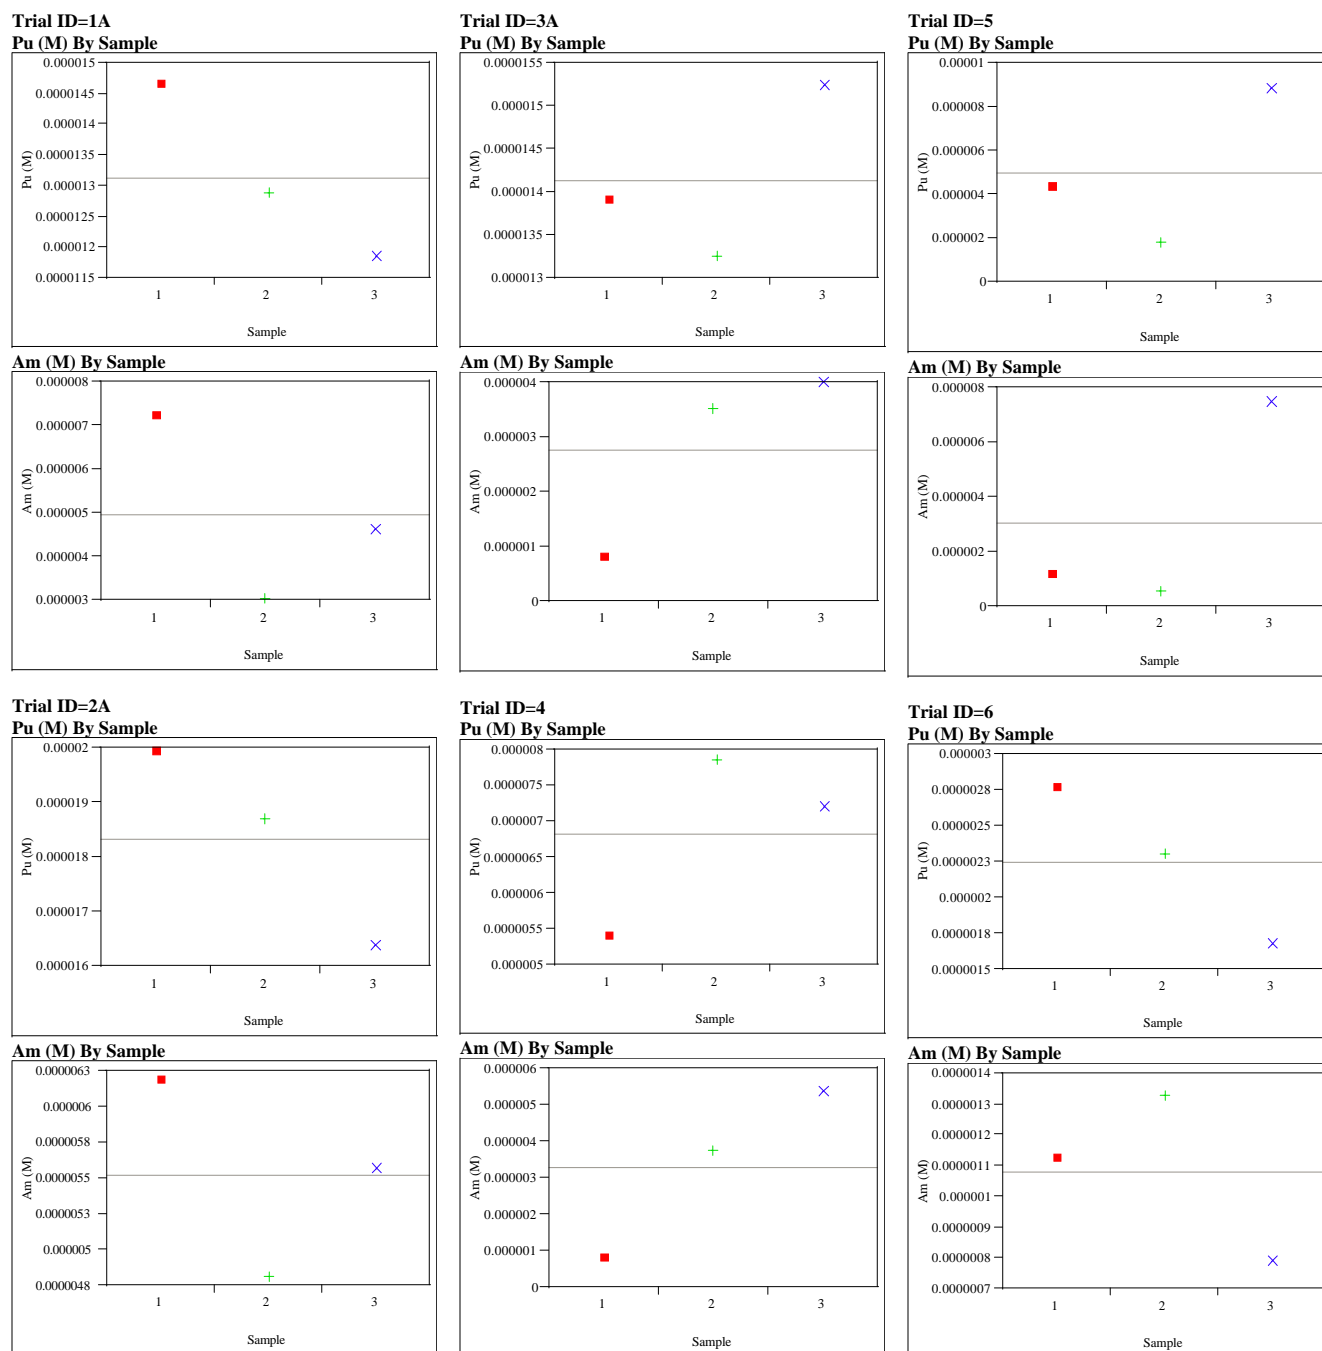 Trial ID=1A
Pu (M) By Sample
0.000015
0.0000145
0.000014
0.0000135
0.000013
0.0000125
0.000012
0.0000115
Pu (M)
1 2 3
Sample
Am (M) By Sample
0.000008
0.000007
0.000006
0.000005
0.000004
0.000003
Am (M)
1 2 3
Sample
Trial ID=2A
Pu (M) By Sample
0.00002
0.000019
0.000018
0.000017
0.000016
Pu (M)
1 2 3
Sample
Am (M) By Sample
0.0000063
0.000006
0.0000058
0.0000055
0.0000053
0.000005
0.0000048
Am (M)
1 2 3
Sample
Trial ID=3A
Pu (M) By Sample
0.0000155
0.000015
0.0000145
0.000014
0.0000135
0.000013
Pu (M)
1 2 3
Sample
Am (M) By Sample
0.000004
0.000003
0.000002
0.000001
0
Am (M)
1 2 3
Sample
Trial ID=4
Pu (M) By Sample
0.000008
0.0000075
0.000007
0.0000065
0.000006
0.0000055
0.000005
Pu (M)
1 2 3
Sample
Am (M) By Sample
0.000006
0.000005
0.000004
0.000003
0.000002
0.000001
0
Am (M)
1 2 3
Sample
Trial ID=5
Pu (M) By Sample
0.00001
0.000008
0.000006
0.000004
0.000002
0
Pu (M)
1 2 3
Sample
Am (M) By Sample
0.000008
0.000006
0.000004
0.000002
0
Am (M)
1 2 3
Sample
Trial ID=6
Pu (M) By Sample
0.000003
0.0000028
0.0000025
0.0000023
0.000002
0.0000018
0.0000015
Pu (M)
1 2 3
Sample
Am (M) By Sample
0.0000014
0.0000013
0.0000012
0.0000011
0.000001
0.0000009
0.0000008
0.0000007
Am (M)
1 2 3
Sample